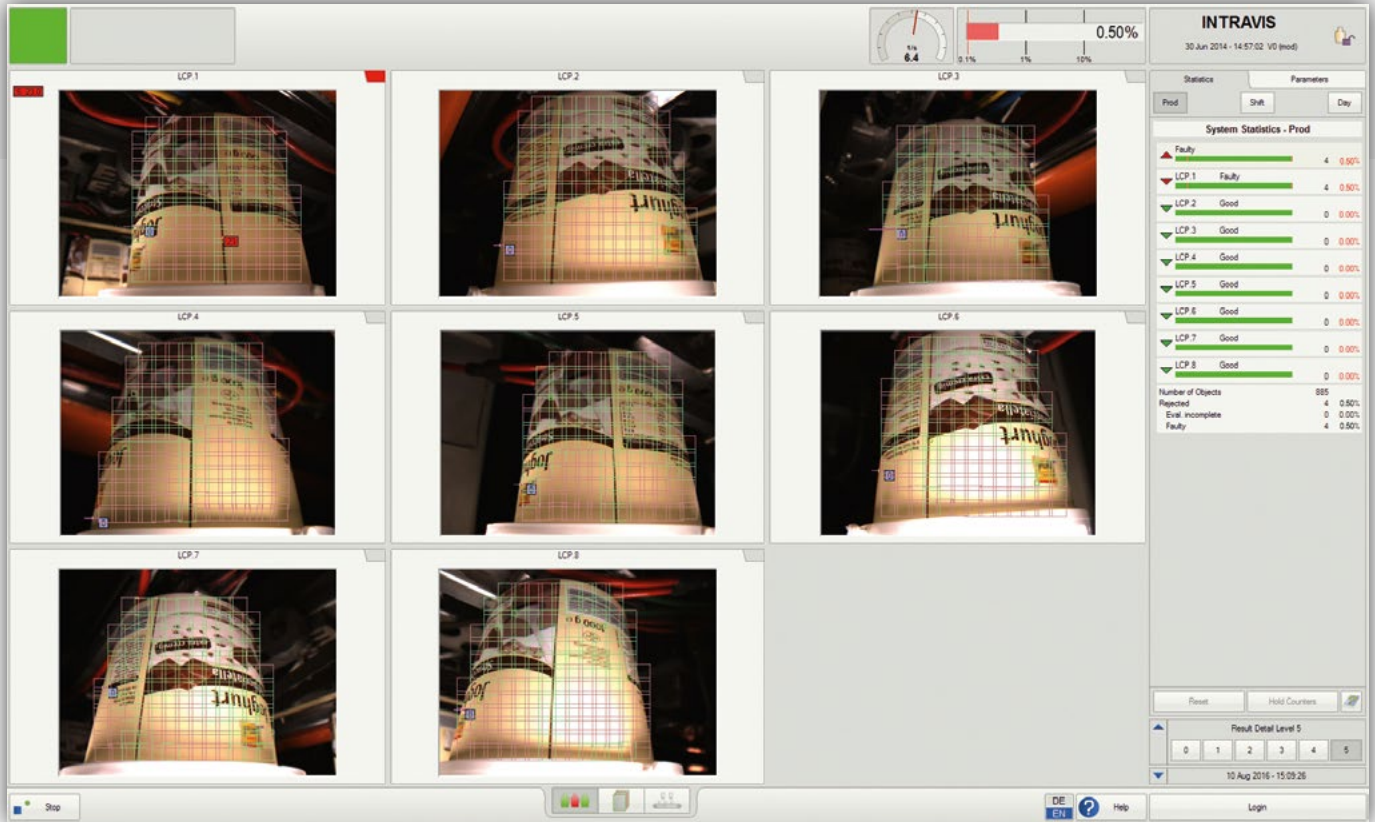 1/s
6.4
0.50%
0.1%
1%
10%
INTRAVIS
30 Jun 2014 - 14:57:02 V0 (mod)
LCP.1
LCP.2
LCP.3
LCP.4
LCP.5
LCP.6
LCP.7
LCP.8
Joghurt
Joghurt
Joghurt
Joghurt
3000 g
Statistics
Parameters
Prod
Shift
Day
System Statistics - Prod
Faulty
4 0.50%
LCP.1 Faulty
4 0.50%
LCP.2 Good
0 0.00%
LCP.3 Good
0 0.00%
LCP.4 Good
0 0.00%
LCP.5 Good
0 0.00%
LCP.6 Good
0 0.00%
LCP.7 Good
0 0.00%
LCP.8 Good
0 0.00%
Number of Objects 885
Rejected 4 0.50%
Eval. incomplete 0 0.00%
Faulty 4 0.50%
Reset
Hold Counters
Result Detail Level 5
0 1 2 3 4 5
10 Aug 2016 - 15:09:26
Stop
DE
EN
Help
Login